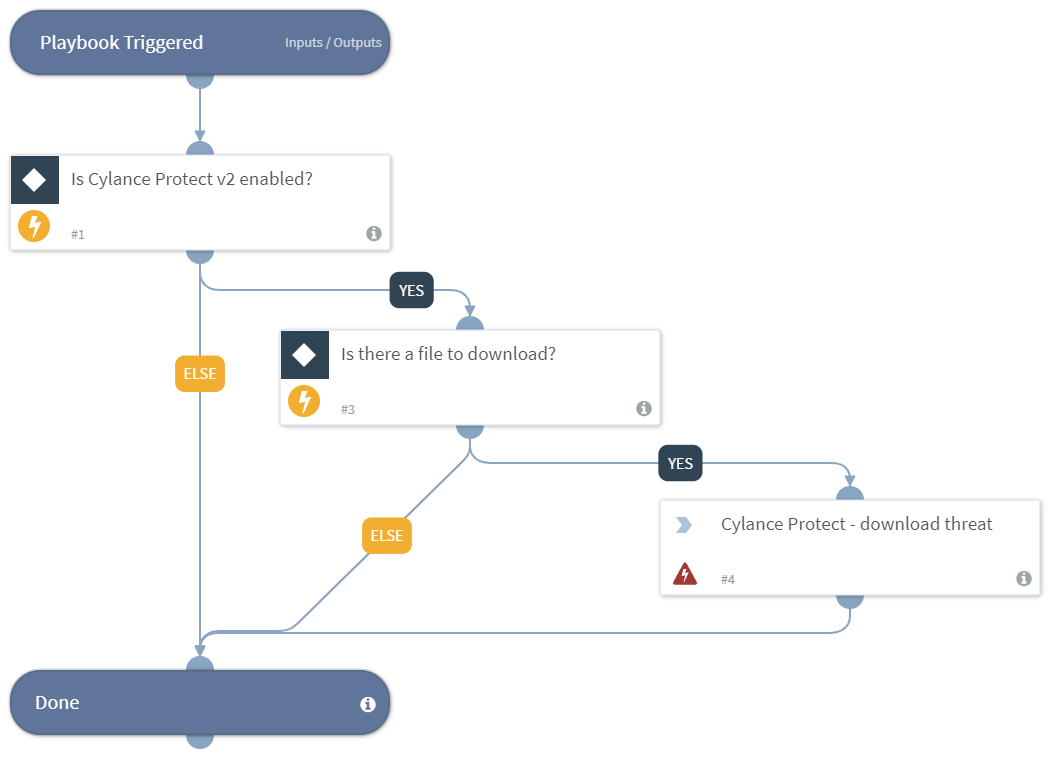 Playbook Triggered
Inputs / Outputs
Is Cylance Protect v2 enabled?
#1
YES
Is there a file to download?
ELSE
#3
YES
Cylance Protect - download threat
ELSE
#4
Done